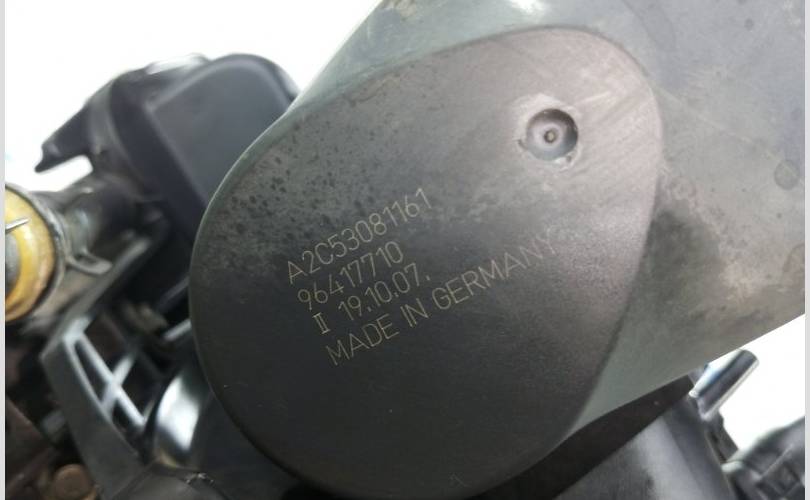 A2C53081161
96417710
II 19.10.07.
MADE IN GERMANY